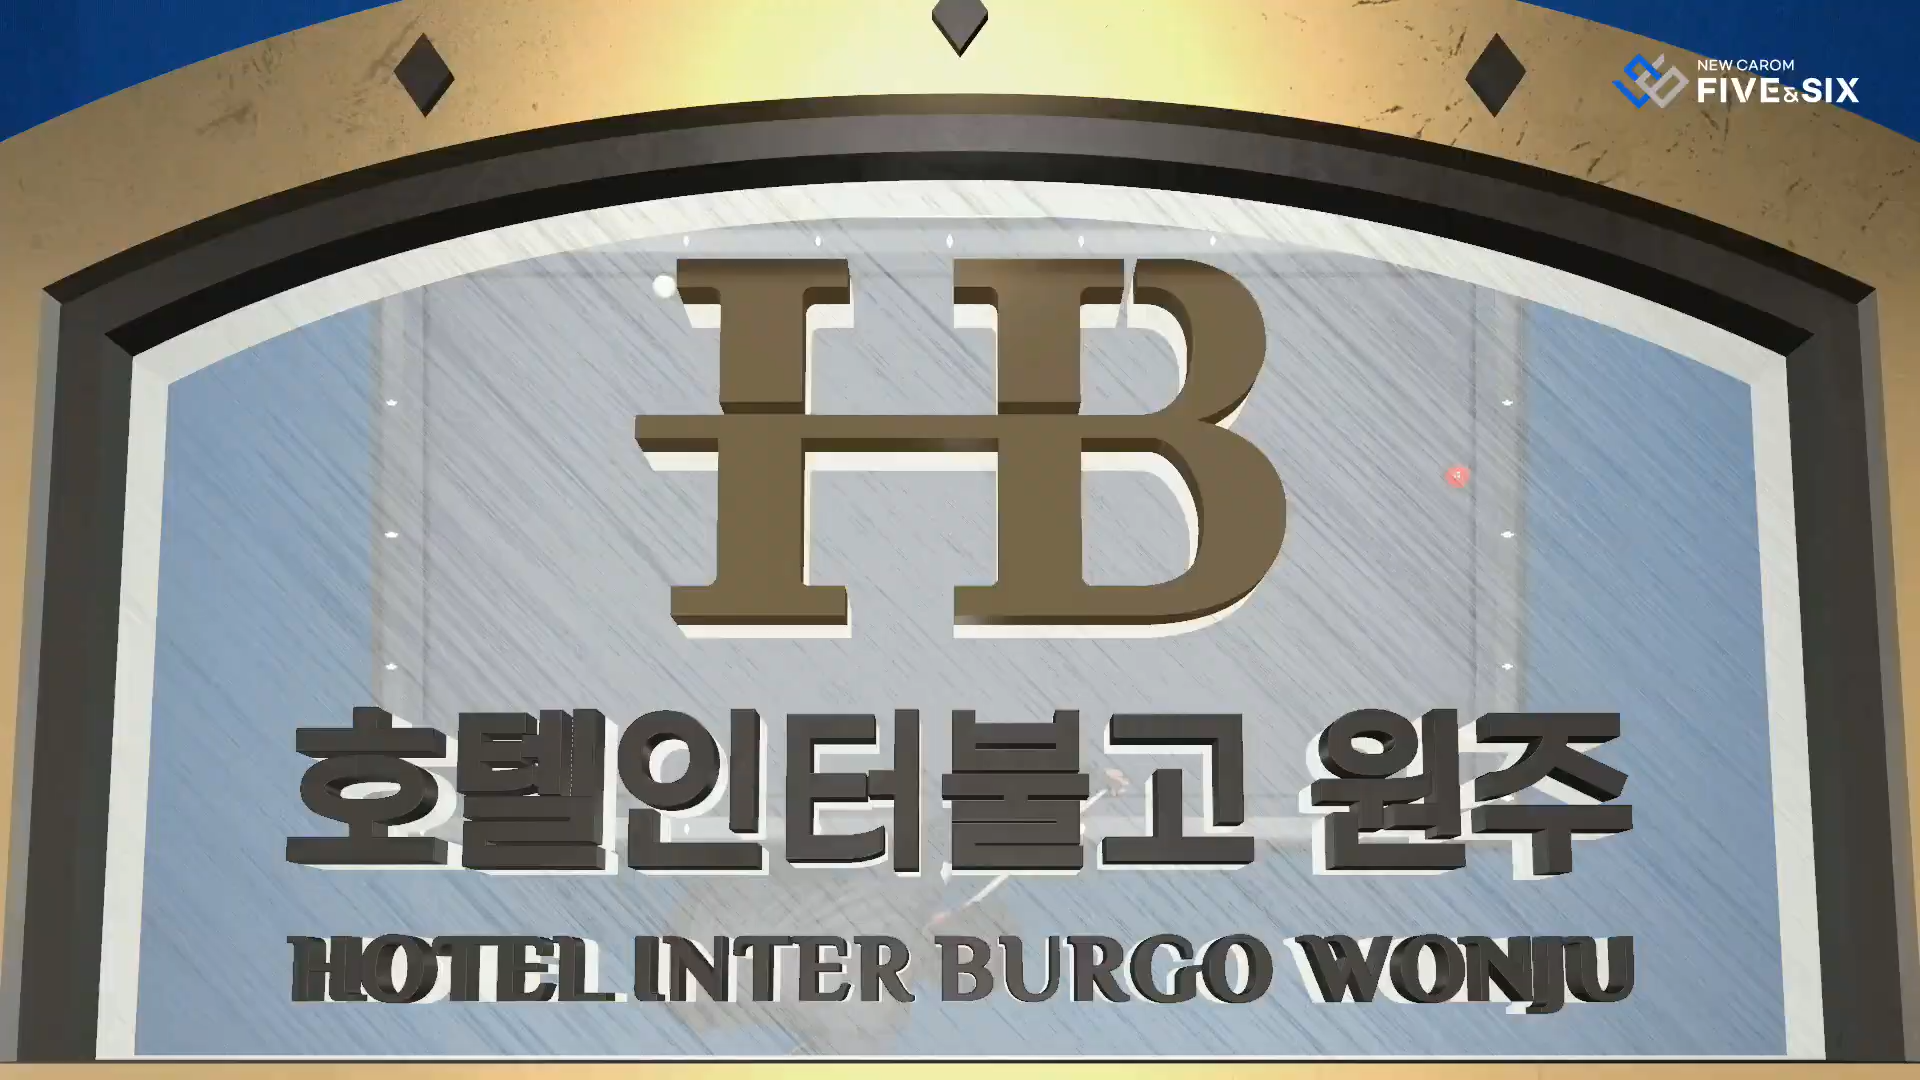 NEW CAROM
FIVE&SIX
HB
호텔인터불고 원주
HOTEL INTER BURGO WONJU